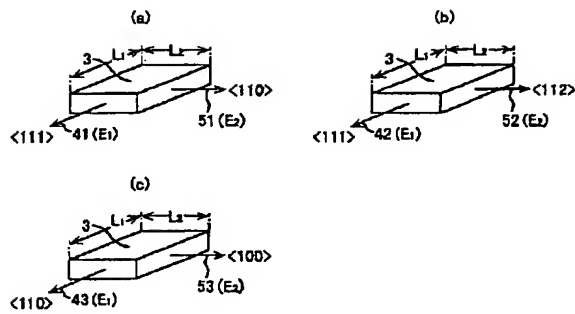 (a)
(b)
L₁
L₂
3
<110>
<111>
41(E₁)
51(E₂)
L₁
L₂
3
<112>
<111>
42(E₁)
52(E₂)
(c)
L₁
L₂
3
<100>
<110>
43(E₁)
53(E₂)